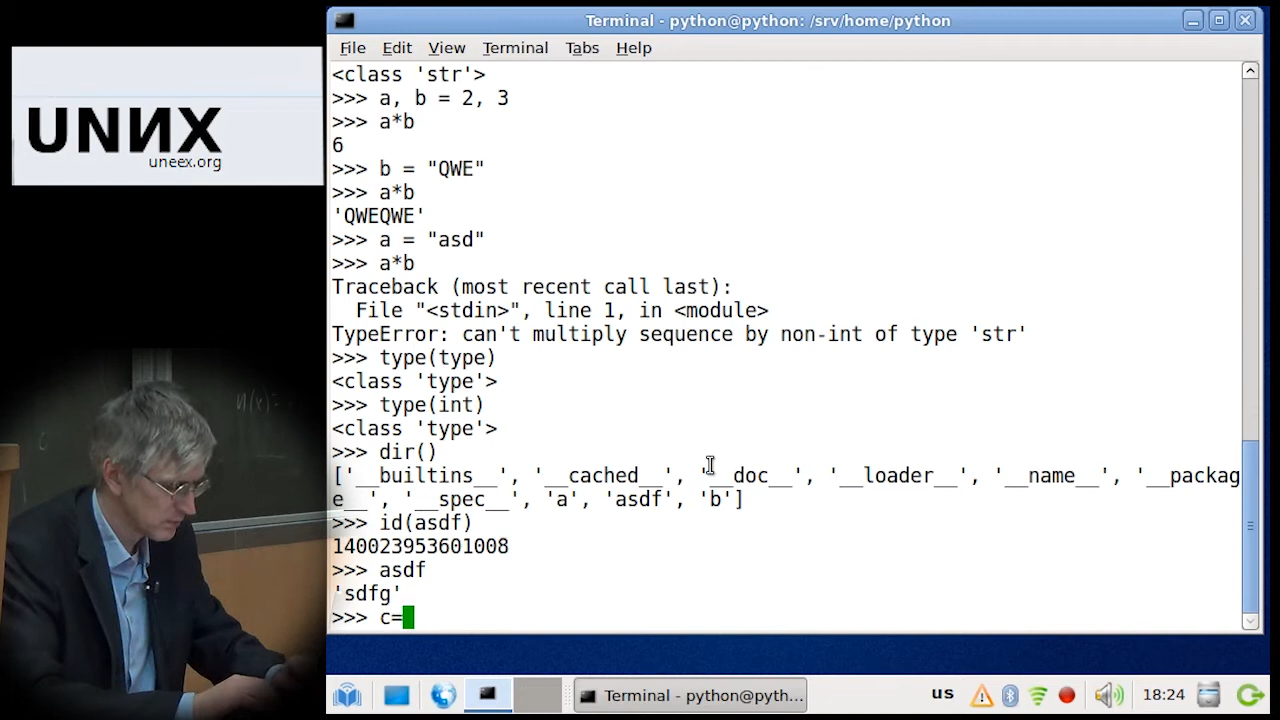 UNИX
uneex.org
Terminal - python@python: /srv/home/python
File Edit View Terminal Tabs Help
<class 'str'>
>>> a, b = 2, 3
>>> a*b
6
>>> b = "QWE"
>>> a*b
'QWEQWE'
>>> a = "asd"
>>> a*b
Traceback (most recent call last):
  File "<stdin>", line 1, in <module>
TypeError: can't multiply sequence by non-int of type 'str'
>>> type(type)
<class 'type'>
>>> type(int)
<class 'type'>
>>> dir()
['__builtins__', '__cached__', '__doc__', '__loader__', '__name__', '__packag
e__', '__spec__', 'a', 'asdf', 'b']
>>> id(asdf)
140023953601008
>>> asdf
'sdfg'
>>> c=
Terminal - python@pyth...
us
18:24